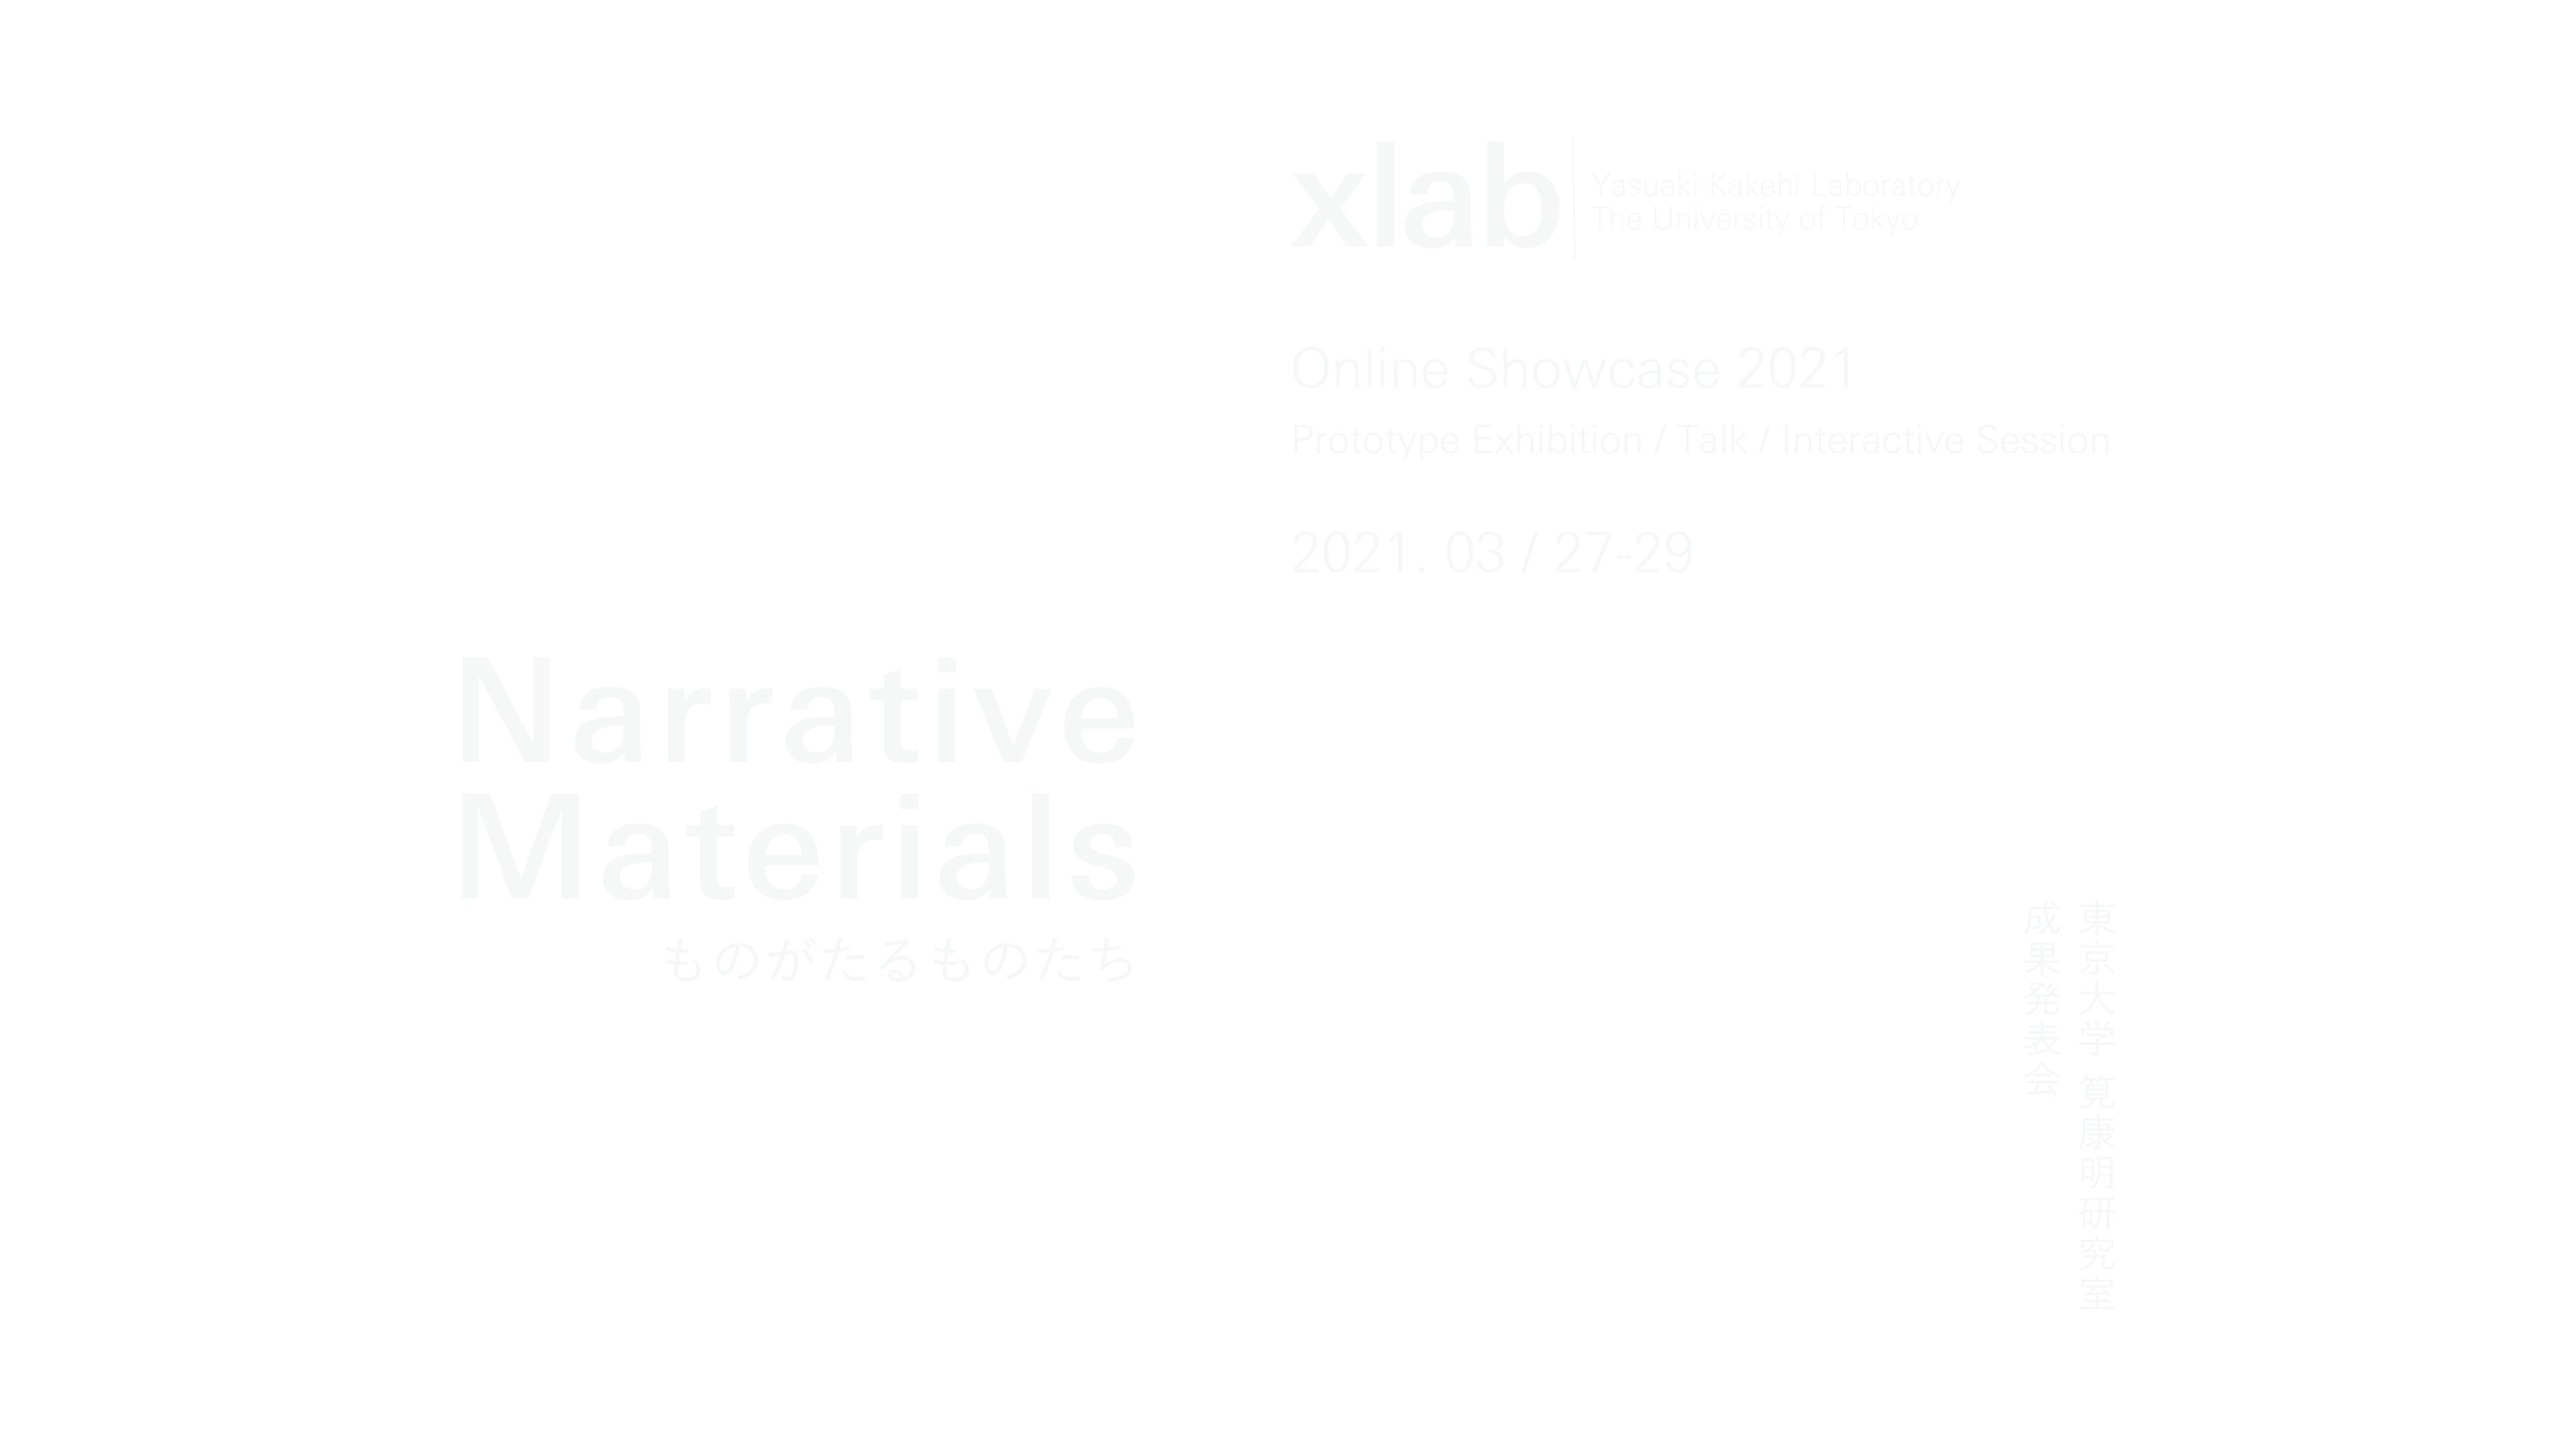 xlab
Yasuaki Kakehi Laboratory
The University of Tokyo
Online Showcase 2021
Prototype Exhibition / Talk / Interactive Session
2021. 03 / 27-29
Narrative
Materials
ものがたるものたち
東京大学 筧康明研究室
成果発表会